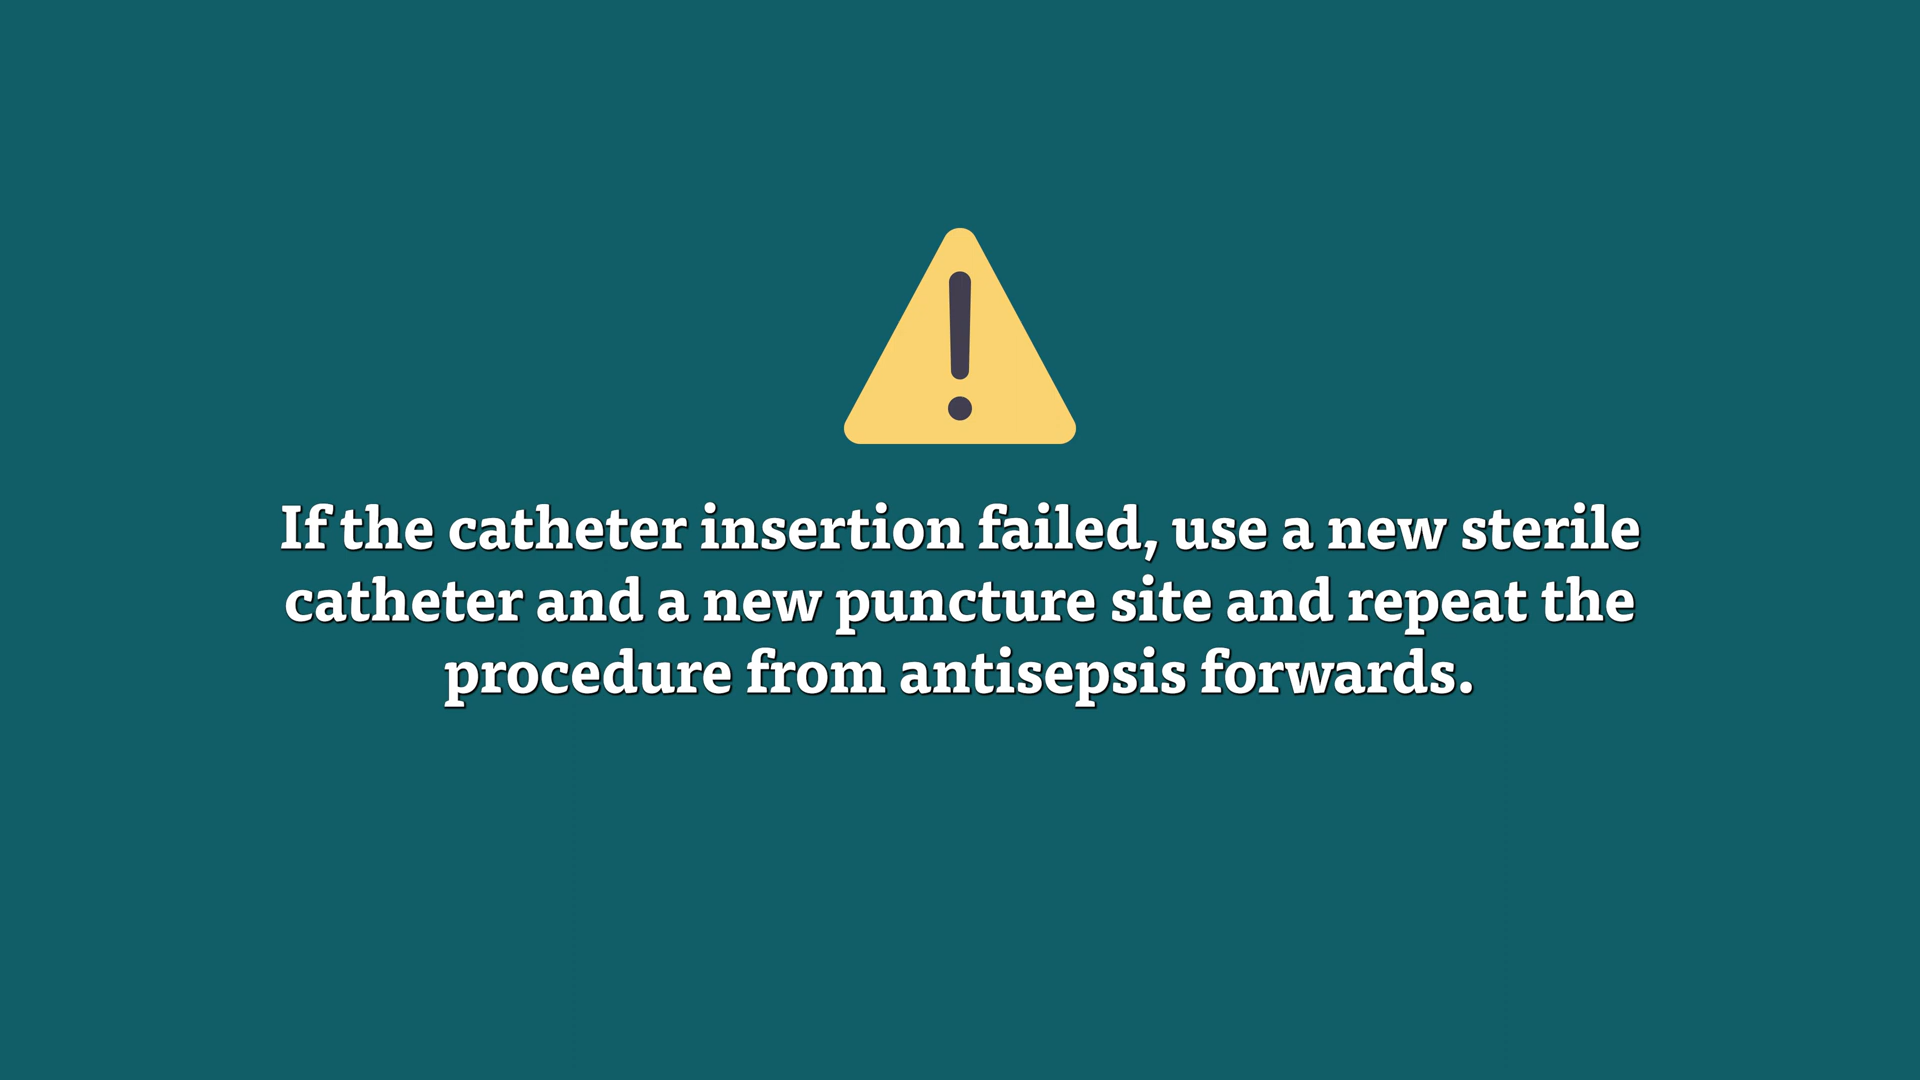 If the catheter insertion failed, use a new sterile
catheter and a new puncture site and repeat the
procedure from antisepsis forwards.